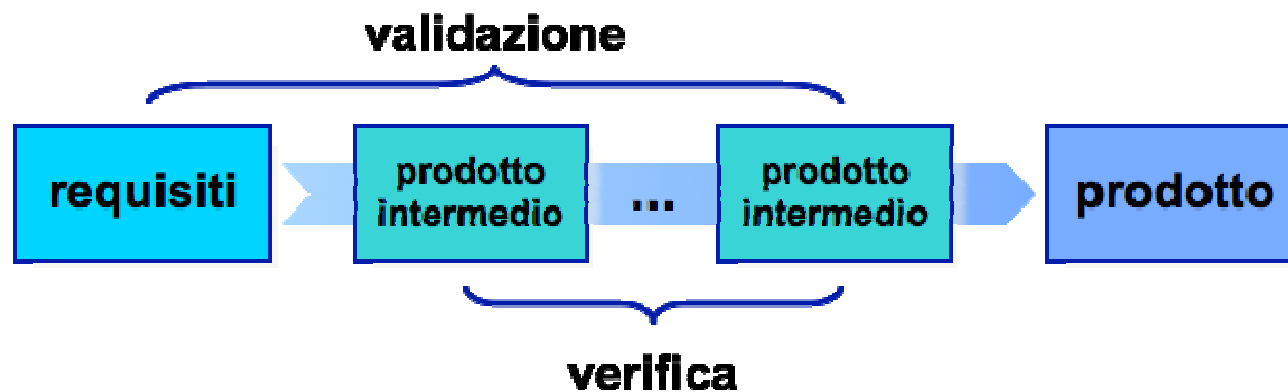 validazione
requisiti
prodotto
intermedio
...
prodotto
intermedio
prodotto
verifica